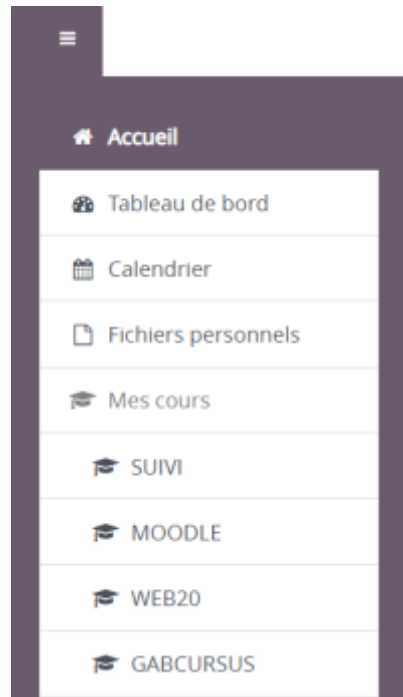 Accueil
Tableau de bord
Calendrier
Fichiers personnels
Mes cours
SUIVI
MOODLE
WEB20
GABCURSUS